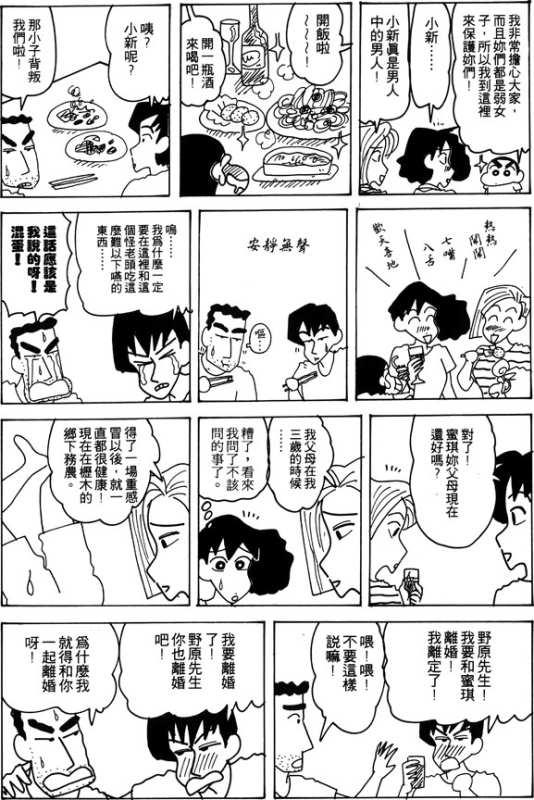 我非常擔心大家，
而且妳們都是弱女
子，所以我到這裡
來保護妳們！
小新……
小新真是男人
中的男人！
開飯啦
～～～！
開一瓶酒
來喝吧！
咦？
小新呢？
那小子背叛
我們啦！
熱熱
鬧鬧
七嘴
八舌
歡天喜地
安靜無聲
嘔…
嗚……
我為什麼一定
要在這裡和這
個怪老頭吃這
麼難以下嚥的
東西……
這話應該是
我說的呀！
混蛋！
對了！
蜜琪妳父母現在
還好嗎？
我父母在我
三歲的時候
糟了，看來
我問了不該
問的事了。
得了一場重感
冒以後，就一
直都很健康！
現在在櫪木的
鄉下務農。
野原先生！
我要和蜜琪
離婚！
我離定了！
喂！喂！
不要這樣
說嘛！
我要離婚
了！
野原先生
你也離婚
吧！
為什麼我
就得和你
一起離婚
呀！